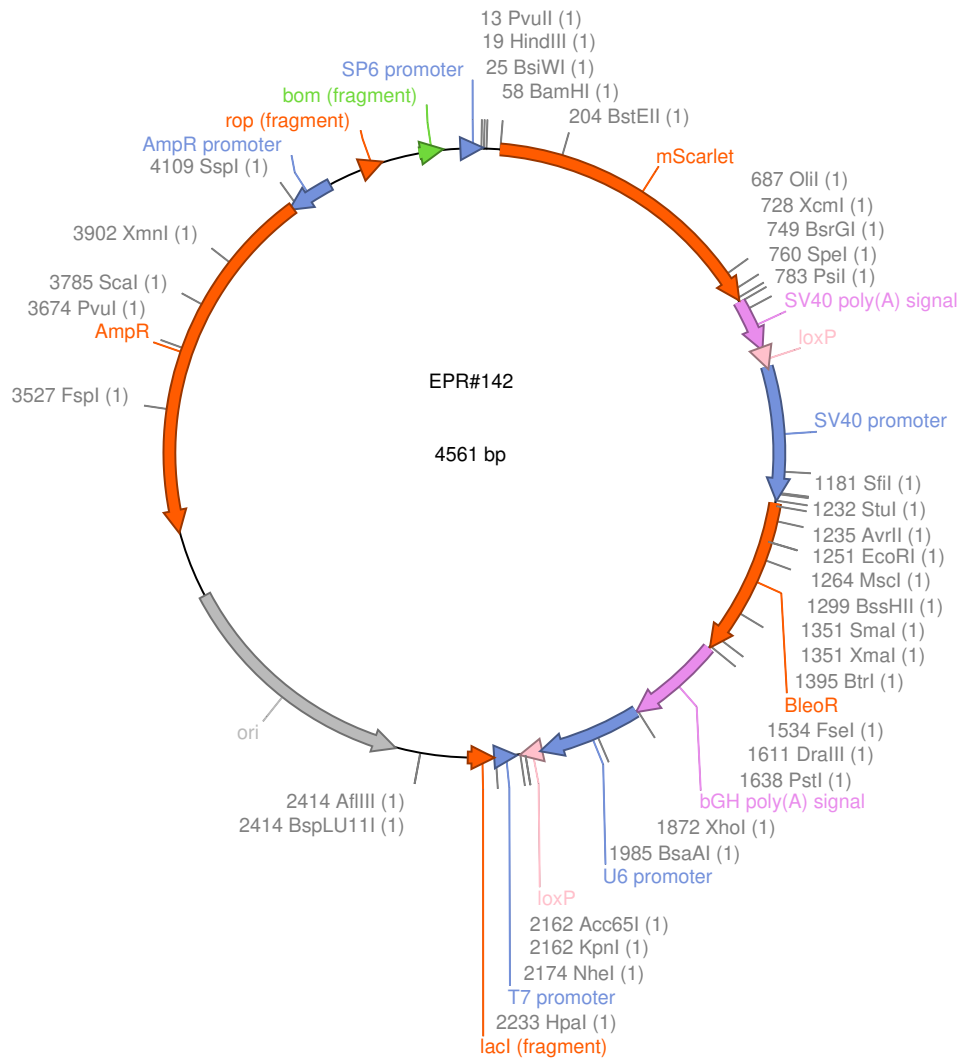 13 PvuII (1)
19 HindIII (1)
SP6 promoter
25 BsiWI (1)
bom (fragment)
58 BamHI (1)
rop (fragment)
204 BstEII (1)
AmpR promoter
mScarlet
4109 SspI (1)
687 OliI (1)
728 XcmI (1)
3902 XmnI (1)
749 BsrGI (1)
760 SpeI (1)
3785 ScaI (1)
783 PsiI (1)
3674 PvuI (1)
SV40 poly(A) signal
AmpR
loxP
EPR#142
3527 FspI (1)
SV40 promoter
4561 bp
1181 SfiI (1)
1232 StuI (1)
1235 AvrII (1)
1251 EcoRI (1)
1264 MscI (1)
1299 BssHII (1)
1351 SmaI (1)
1351 XmaI (1)
1395 BtrI (1)
BleoR
ori
1534 FseI (1)
1611 DraIII (1)
1638 PstI (1)
2414 AflIII (1)
bGH poly(A) signal
2414 BspLU11I (1)
1872 XhoI (1)
1985 BsaAI (1)
U6 promoter
loxP
2162 Acc65I (1)
2162 KpnI (1)
2174 NheI (1)
T7 promoter
2233 HpaI (1)
lacI (fragment)